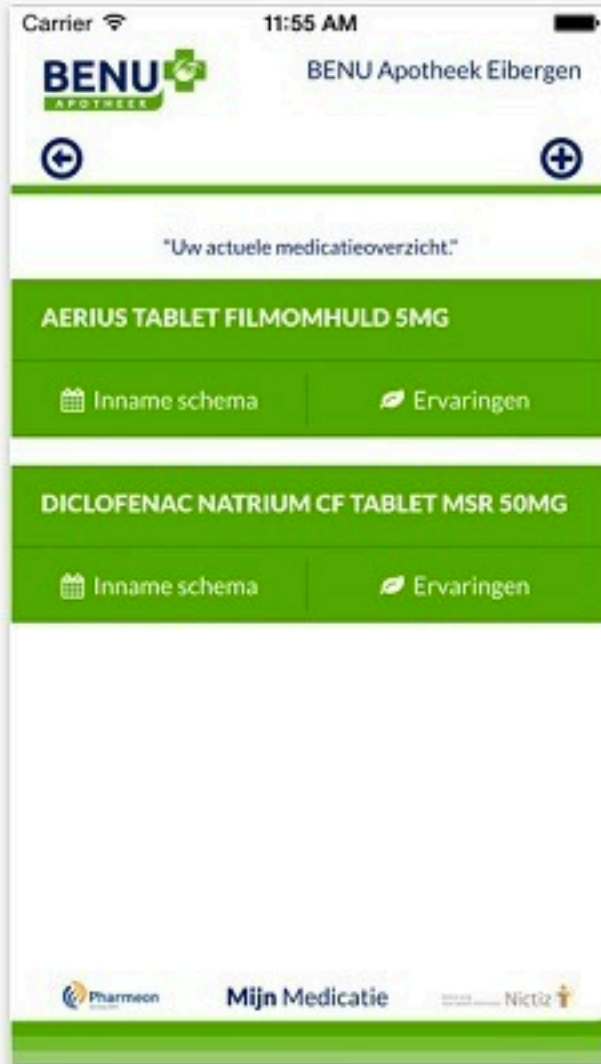 Carrier 11:55 AM
BENU APOTHEEK
BENU Apotheek Eibergen
"Uw actuele medicatieoverzicht."
AERIUS TABLET FILMOMHULD 5MG
Inname schema Ervaringen
DICLOFENAC NATRIUM CF TABLET MSR 50MG
Inname schema Ervaringen
Pharmeon Mijn Medicatie Nictiz